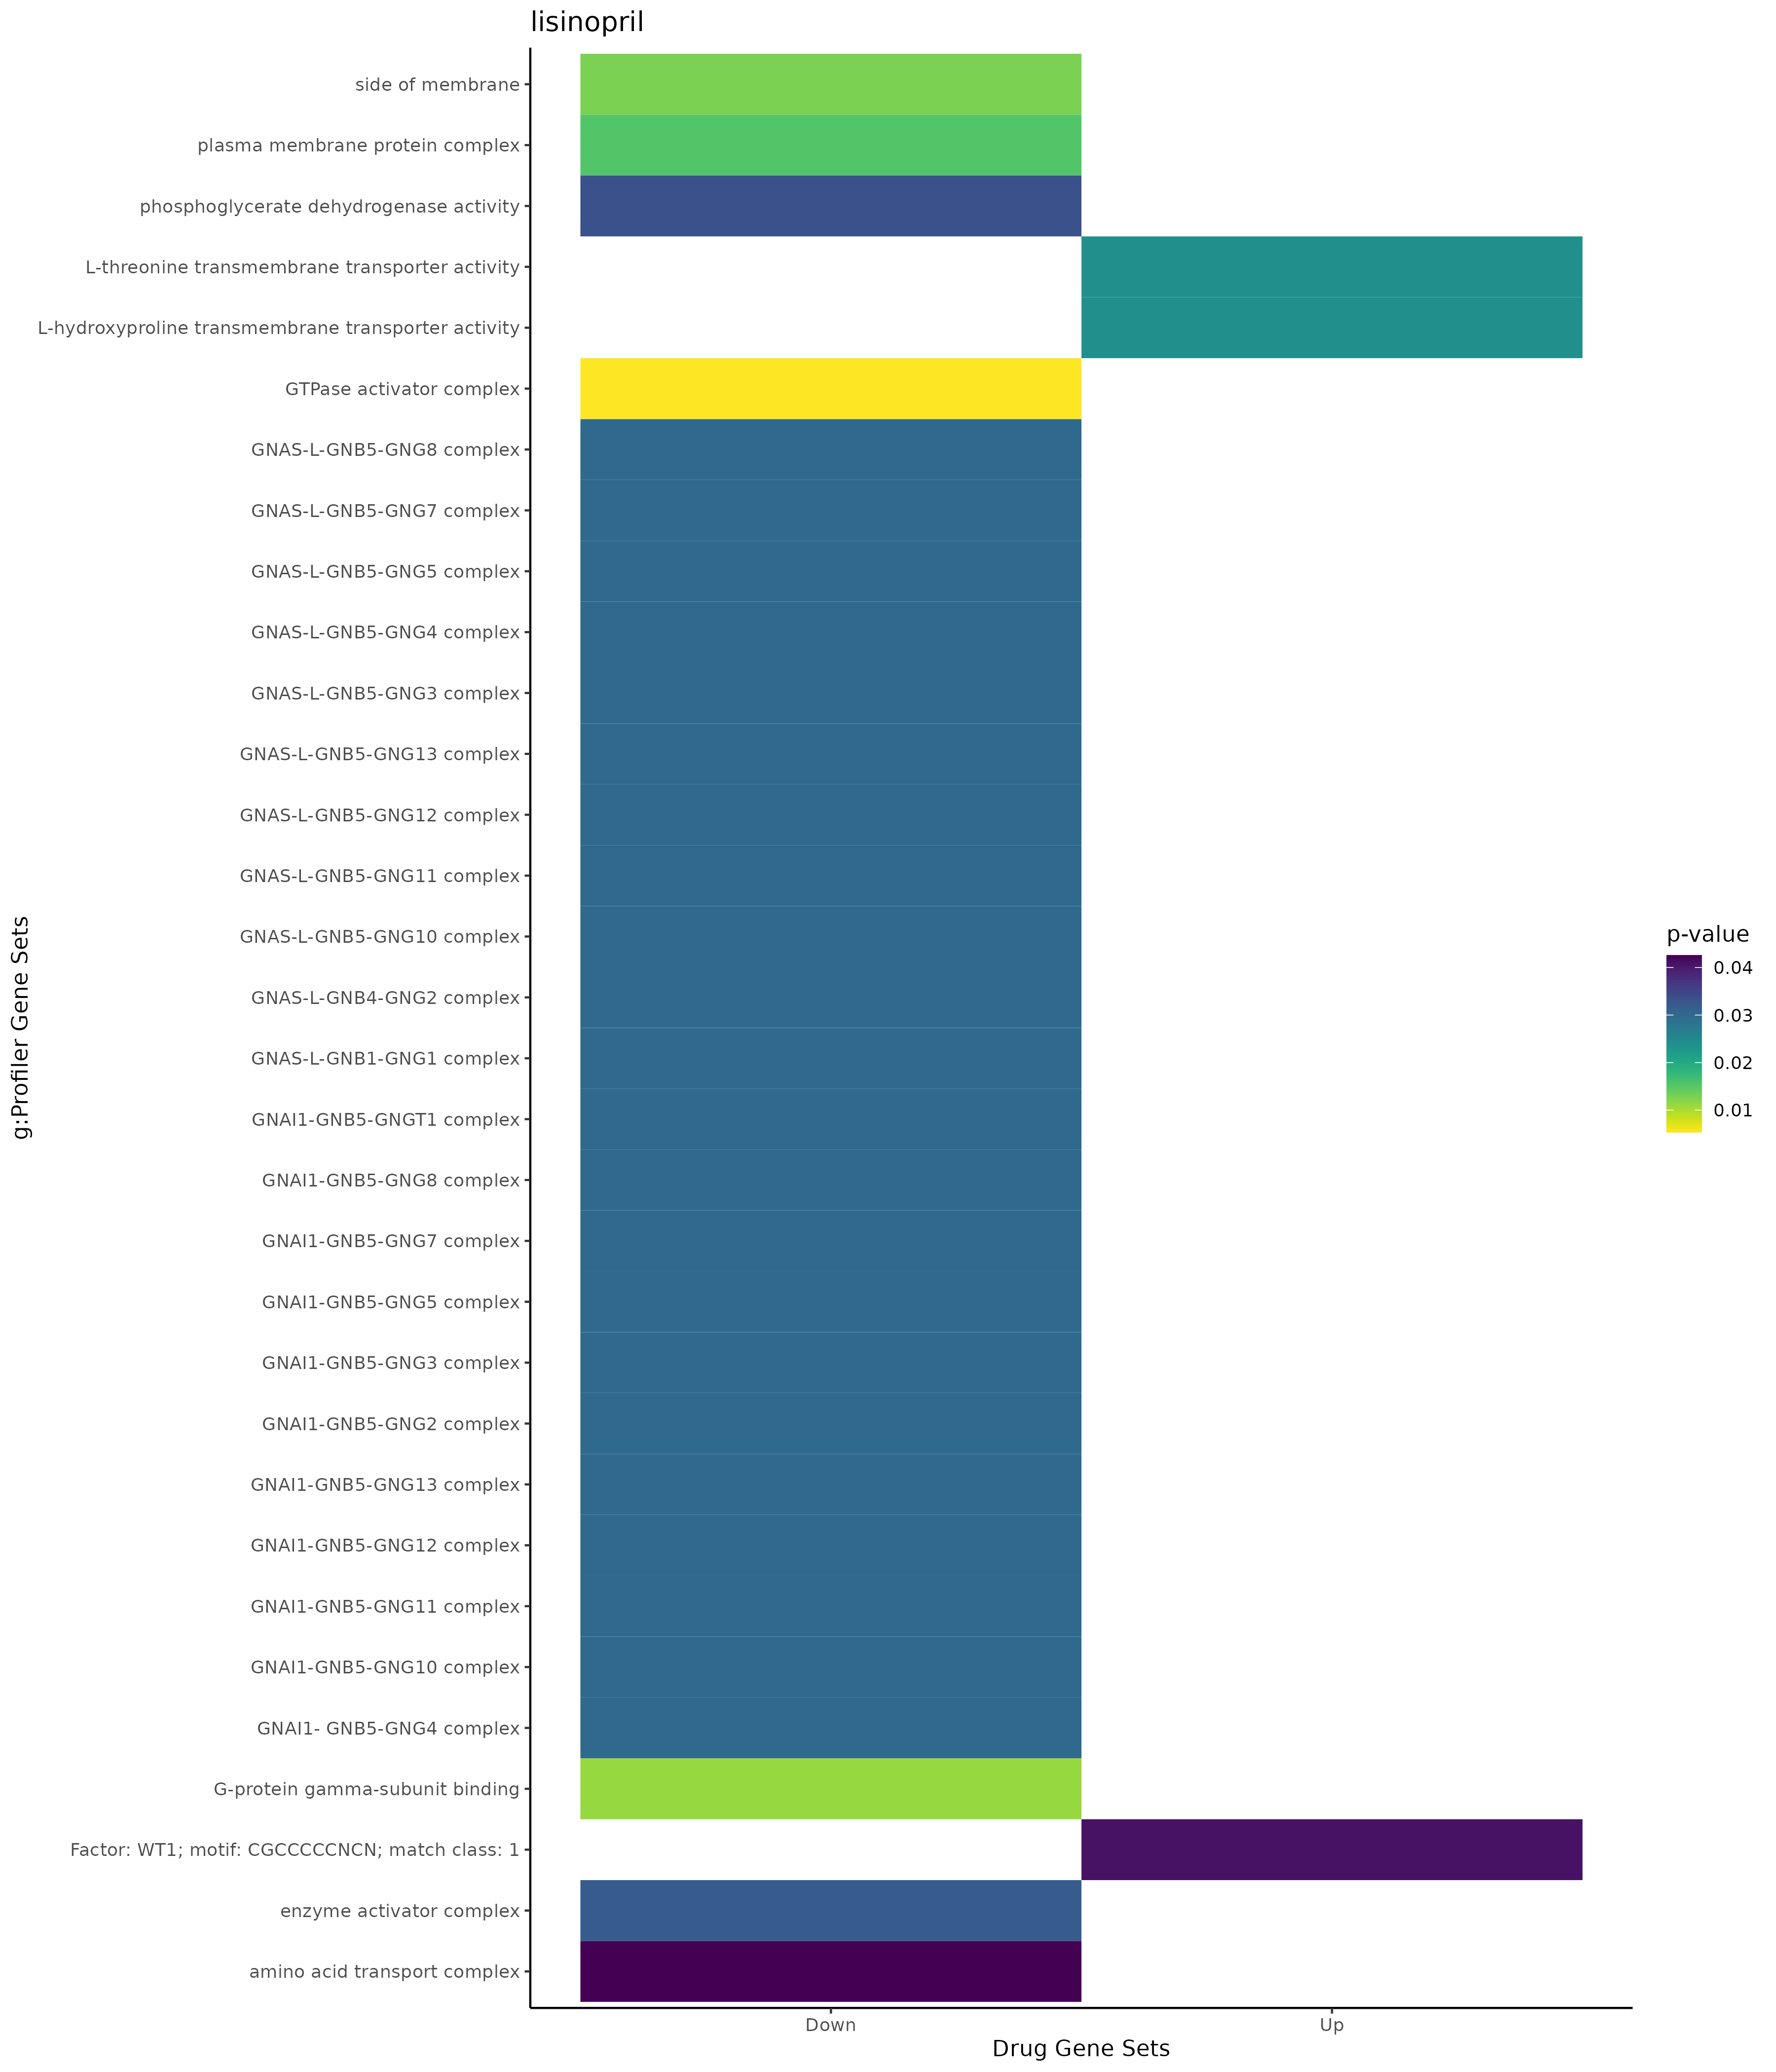 lisinopril
side of membrane
plasma membrane protein complex
phosphoglycerate dehydrogenase activity
L-threonine transmembrane transporter activity
L-hydroxyproline transmembrane transporter activity
GTPase activator complex
GNAS-L-GNB5-GNG8 complex
GNAS-L-GNB5-GNG7 complex
GNAS-L-GNB5-GNG5 complex
GNAS-L-GNB5-GNG4 complex
GNAS-L-GNB5-GNG3 complex
GNAS-L-GNB5-GNG13 complex
GNAS-L-GNB5-GNG12 complex
GNAS-L-GNB5-GNG11 complex
GNAS-L-GNB5-GNG10 complex
GNAS-L-GNB4-GNG2 complex
GNAS-L-GNB1-GNG1 complex
GNAI1-GNB5-GNGT1 complex
GNAI1-GNB5-GNG8 complex
GNAI1-GNB5-GNG7 complex
GNAI1-GNB5-GNG5 complex
GNAI1-GNB5-GNG3 complex
GNAI1-GNB5-GNG2 complex
GNAI1-GNB5-GNG13 complex
GNAI1-GNB5-GNG12 complex
GNAI1-GNB5-GNG11 complex
GNAI1-GNB5-GNG10 complex
GNAI1- GNB5-GNG4 complex
G-protein gamma-subunit binding
Factor: WT1; motif: CGCCCCCNCN; match class: 1
enzyme activator complex
amino acid transport complex
g:Profiler Gene Sets
Down
Up
Drug Gene Sets
p-value
0.04
0.03
0.02
0.01